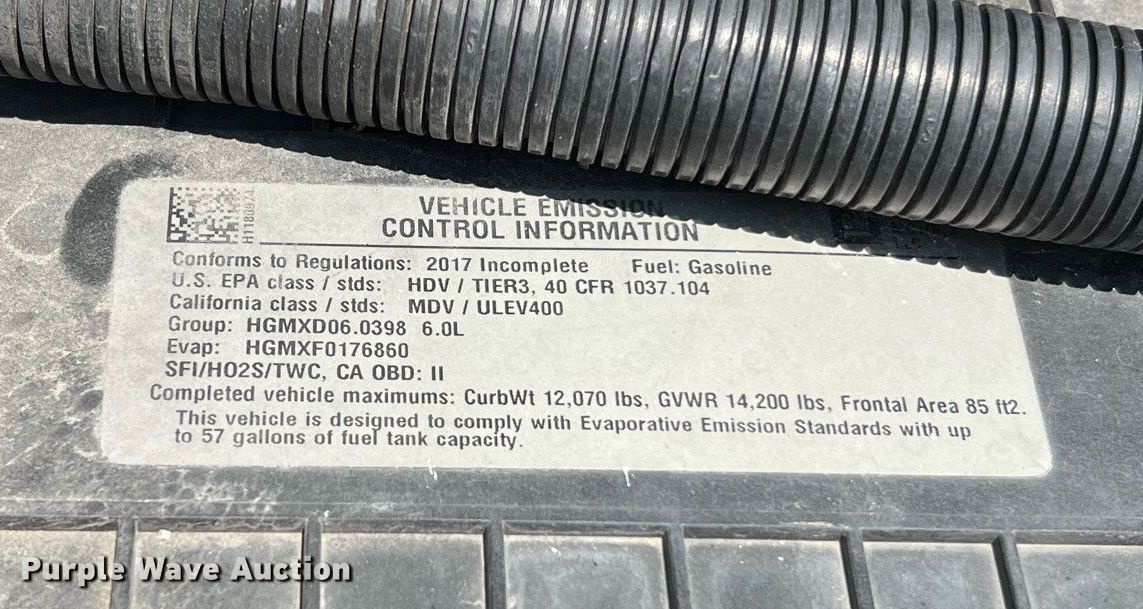 VEHICLE EMISSION
CONTROL INFORMATION
Conforms to Regulations: 2017 Incomplete Fuel: Gasoline
U.S. EPA class / stds: HDV / TIER3, 40 CFR 1037.104
California class / stds: MDV / ULEV400
Group: HGMXD06.0398 6.0L
Evap: HGMXF0176860
SFI/HO2S/TWC, CA OBD: II
Completed vehicle maximums: CurbWt 12,070 lbs, GVWR 14,200 lbs, Frontal Area 85 ft2.
This vehicle is designed to comply with Evaporative Emission Standards with up
to 57 gallons of fuel tank capacity.
Purple Wave Auction